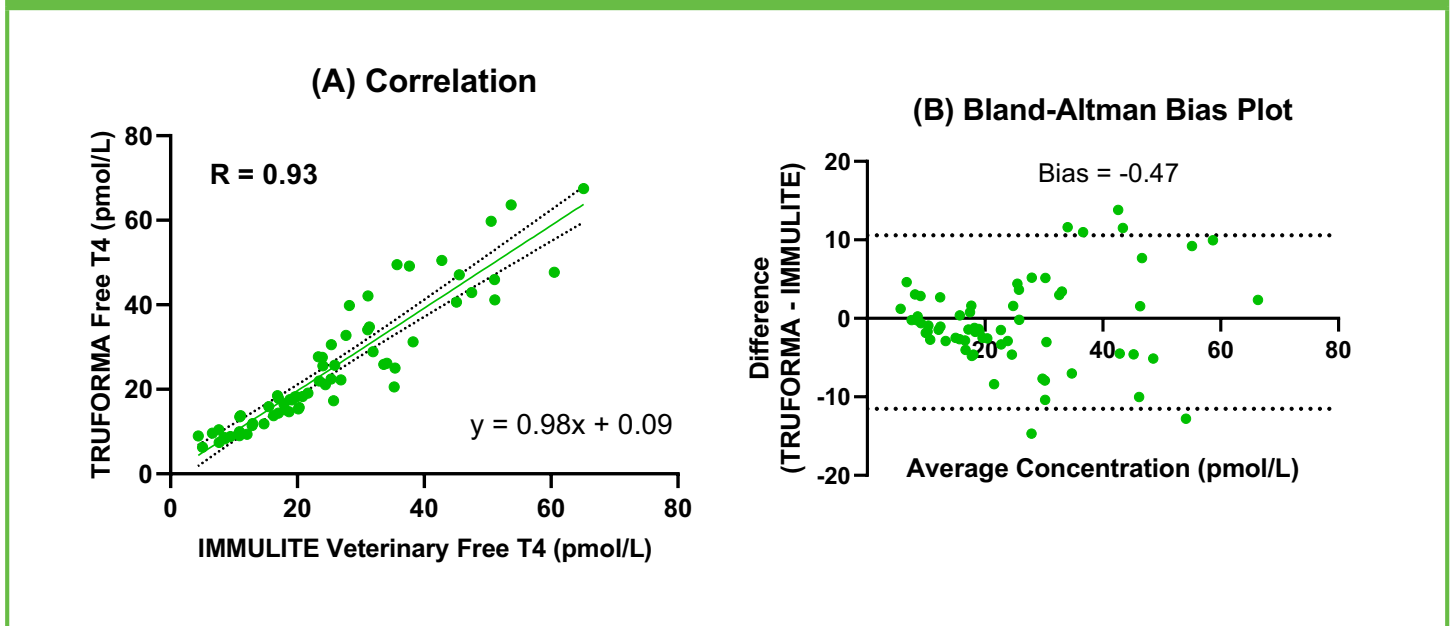 (A) Correlation
TRUFORMA Free T4 (pmol/L)
80
60
40
20
0
R = 0.93
y = 0.98x + 0.09
0 20 40 60 80
IMMULITE Veterinary Free T4 (pmol/L)
(B) Bland-Altman Bias Plot
Difference
(TRUFORMA - IMMULITE)
20
10
0
-10
-20
Bias = -0.47
20 40 60 80
Average Concentration (pmol/L)